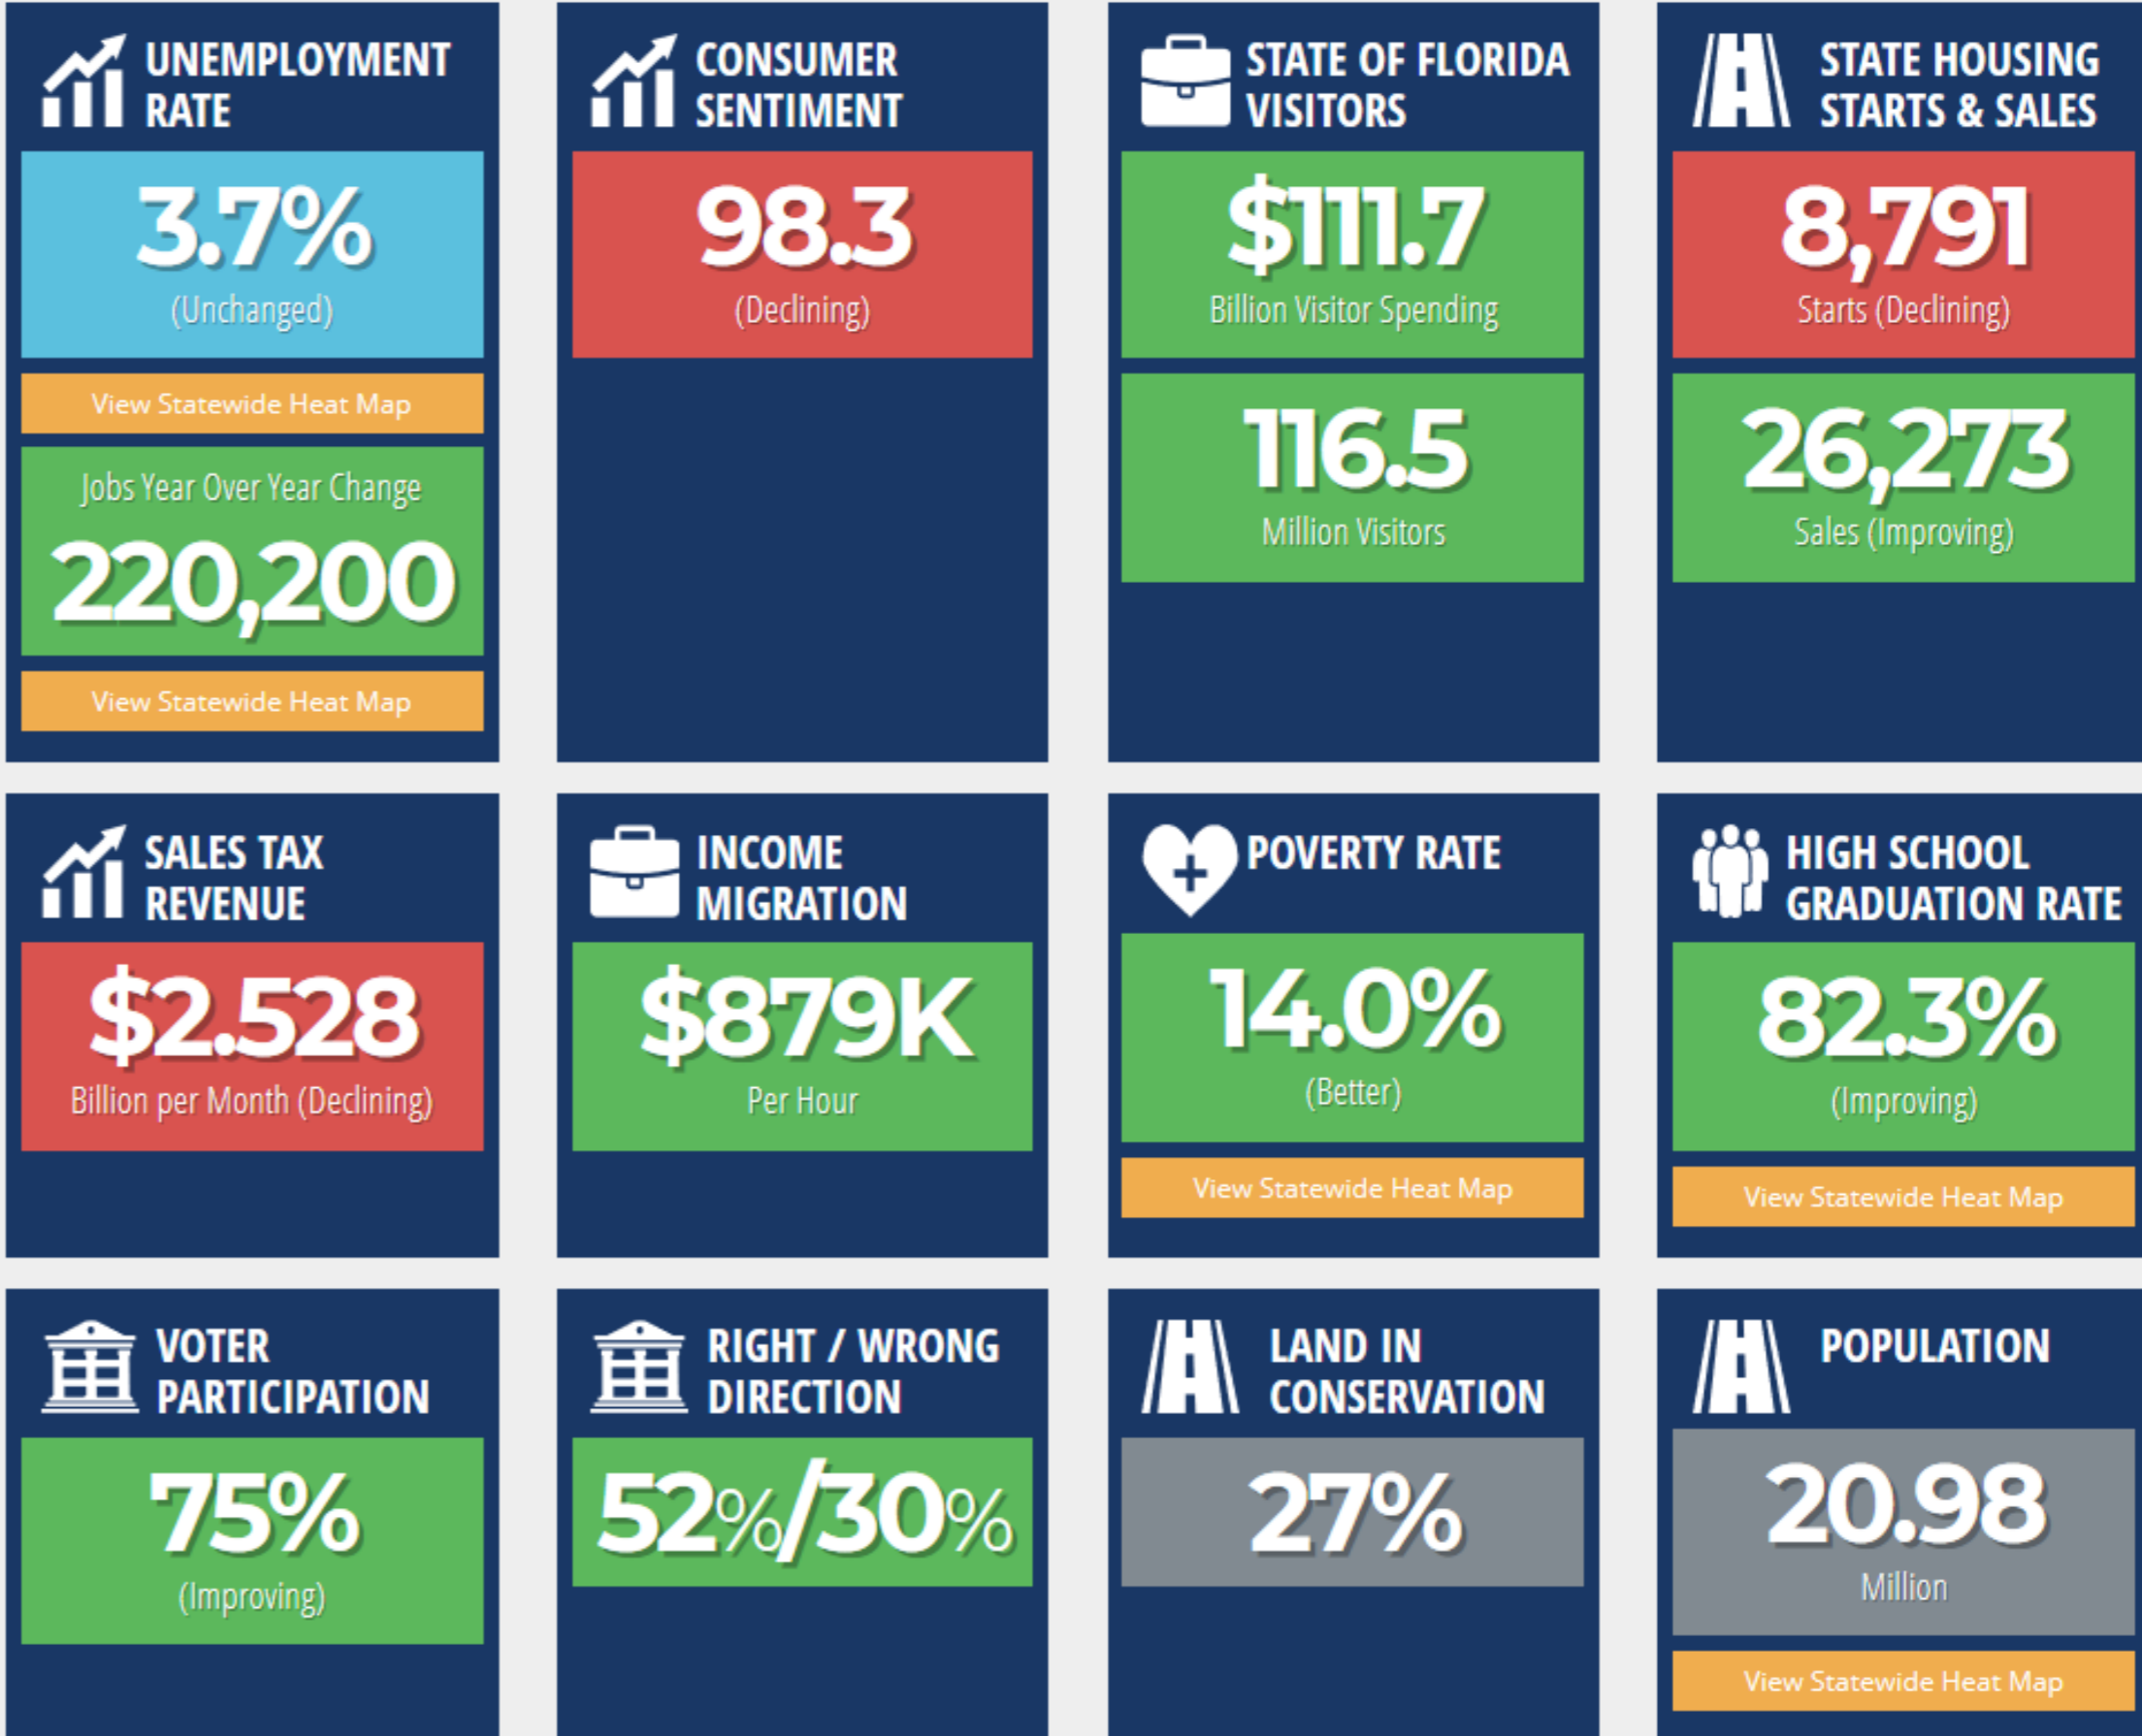 UNEMPLOYMENT
RATE
3.7%
(Unchanged)
View Statewide Heat Map
Jobs Year Over Year Change
220,200
View Statewide Heat Map
CONSUMER
SENTIMENT
98.3
(Declining)
STATE OF FLORIDA
VISITORS
$111.7
Billion Visitor Spending
116.5
Million Visitors
STATE HOUSING
STARTS & SALES
8,791
Starts (Declining)
26,273
Sales (Improving)
SALES TAX
REVENUE
$2.528
Billion per Month (Declining)
INCOME
MIGRATION
$879K
Per Hour
POVERTY RATE
14.0%
(Better)
View Statewide Heat Map
HIGH SCHOOL
GRADUATION RATE
82.3%
(Improving)
View Statewide Heat Map
VOTER
PARTICIPATION
75%
(Improving)
RIGHT / WRONG
DIRECTION
52%/30%
LAND IN
CONSERVATION
27%
POPULATION
20.98
Million
View Statewide Heat Map